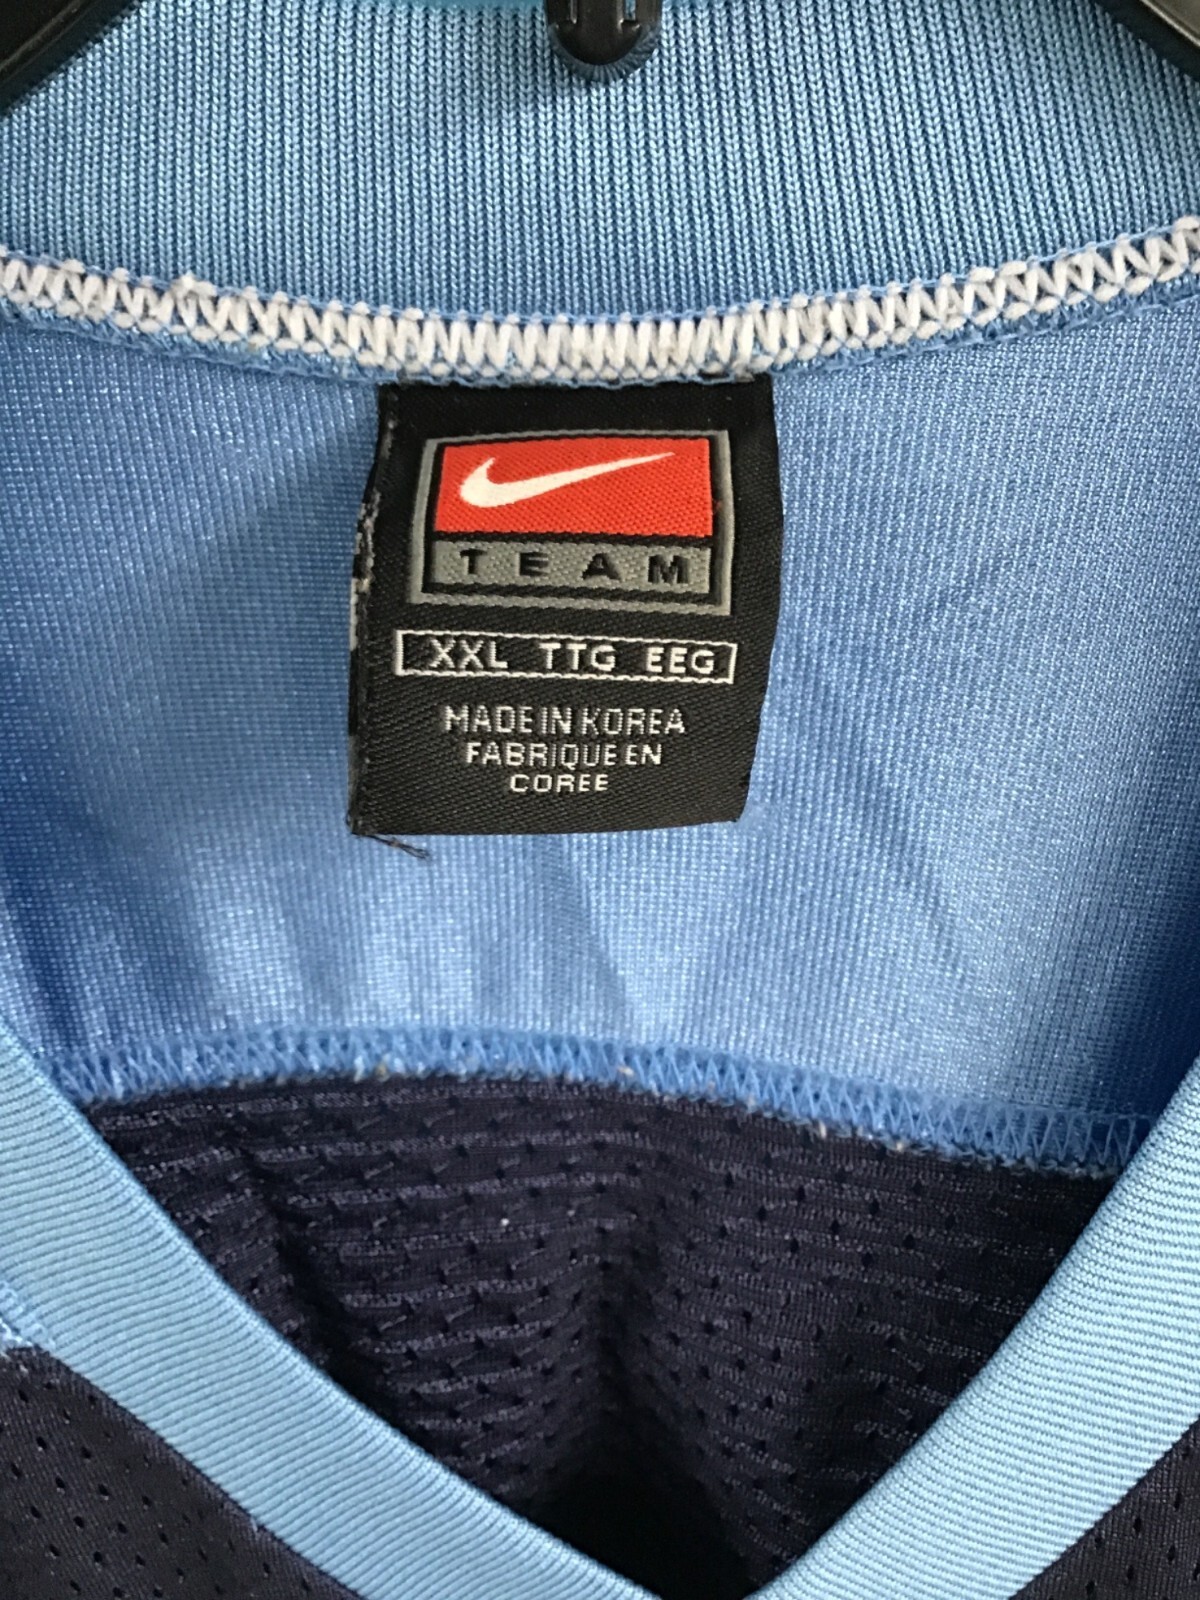 TEAM
XXL TTG EEG
MADE IN KOREA
FABRIQUE EN
COREE